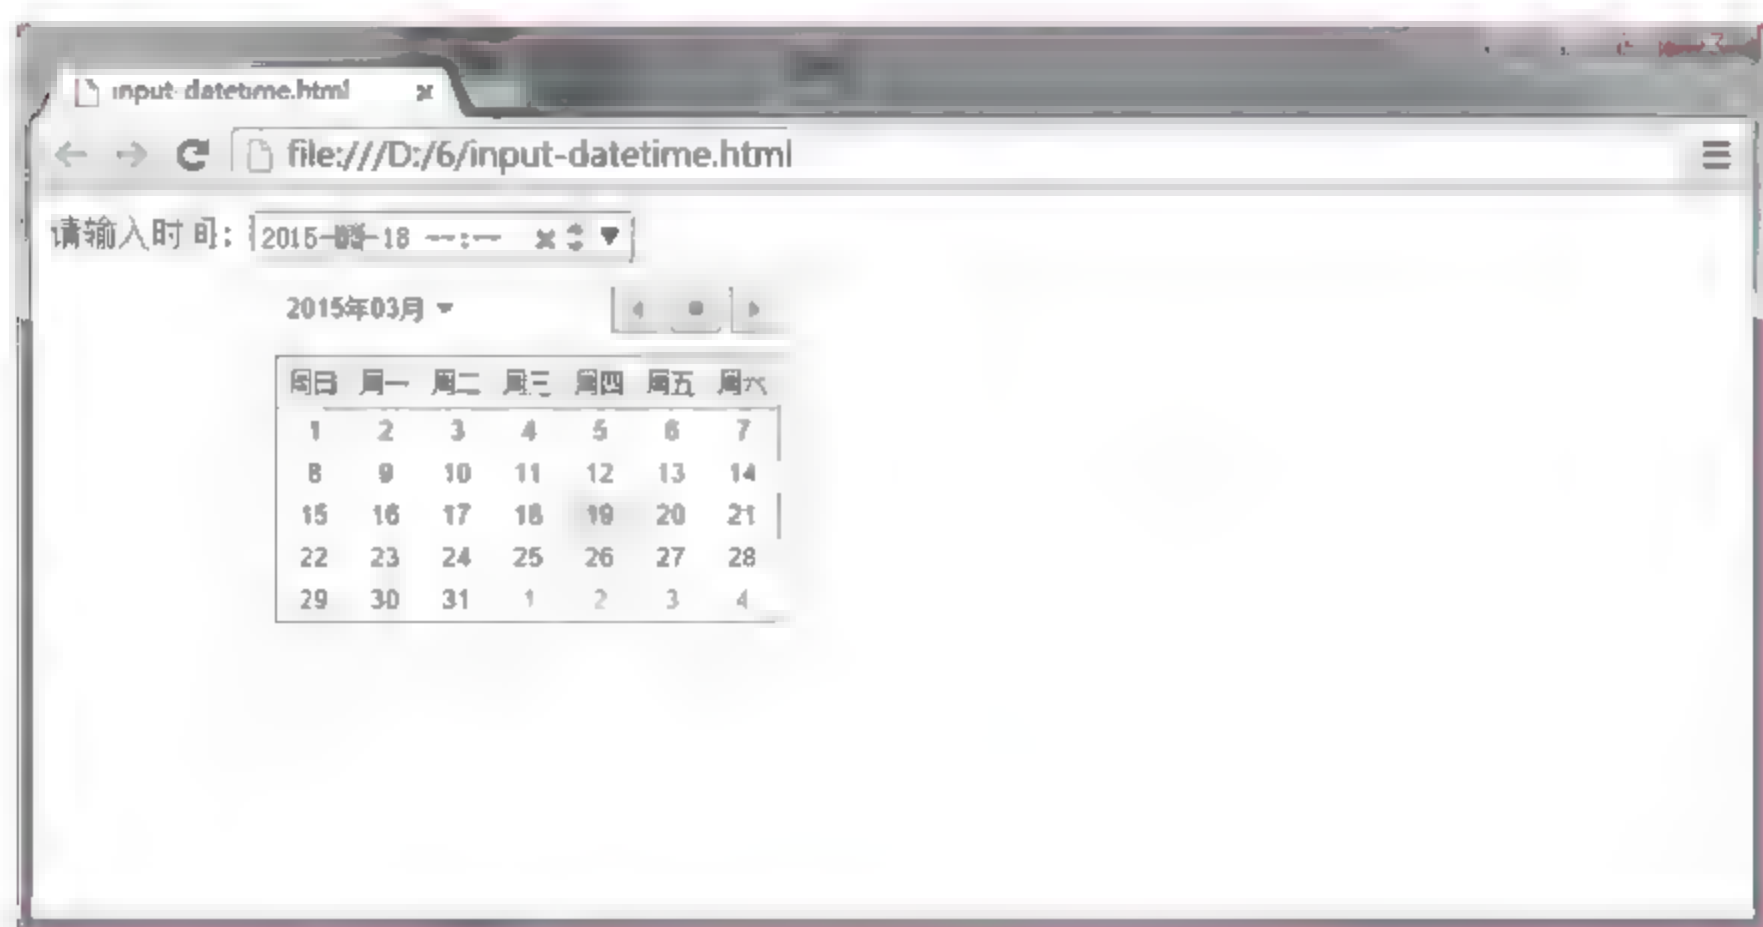 input-datetime.html
file:///D:/6/input-datetime.html
请输入时间: 2015-03-18 --:--
2015年03月
周日 周一 周二 周三 周四 周五 周六
1 2 3 4 5 6 7
8 9 10 11 12 13 14
15 16 17 18 19 20 21
22 23 24 25 26 27 28
29 30 31 1 2 3 4